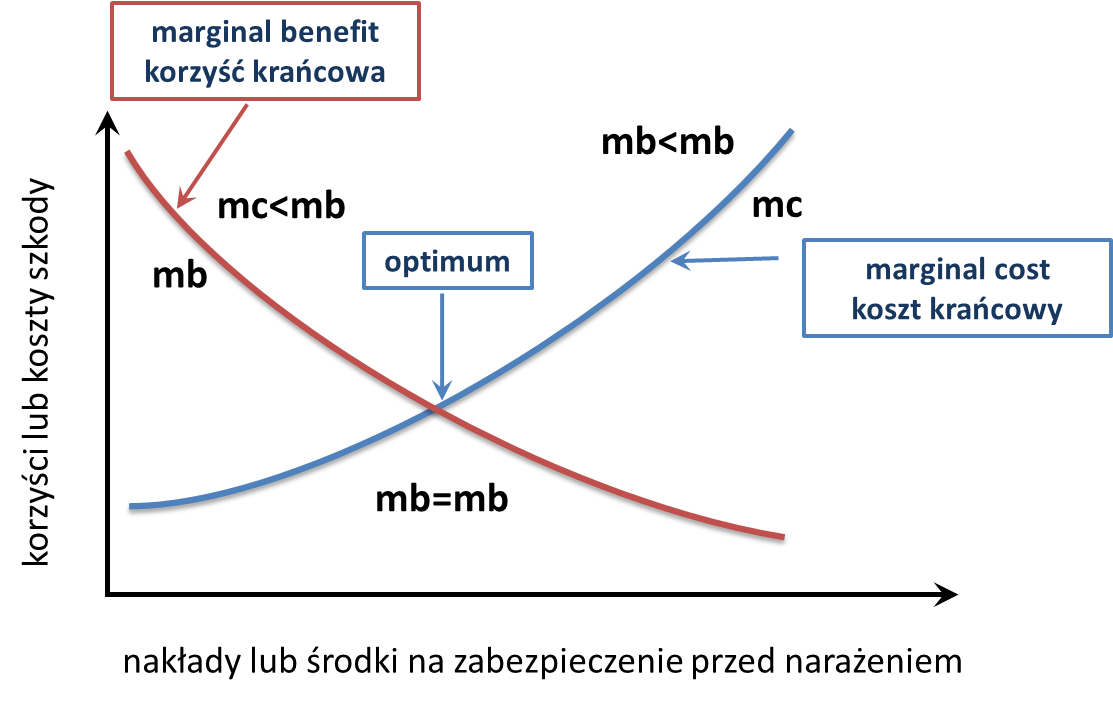 marginal benefit
korzyść krańcowa
mb<mb
mc<mb
mc
mb
optimum
marginal cost
koszt krańcowy
korzyści lub koszty szkody
mb=mb
nakłady lub środki na zabezpieczenie przed narażeniem